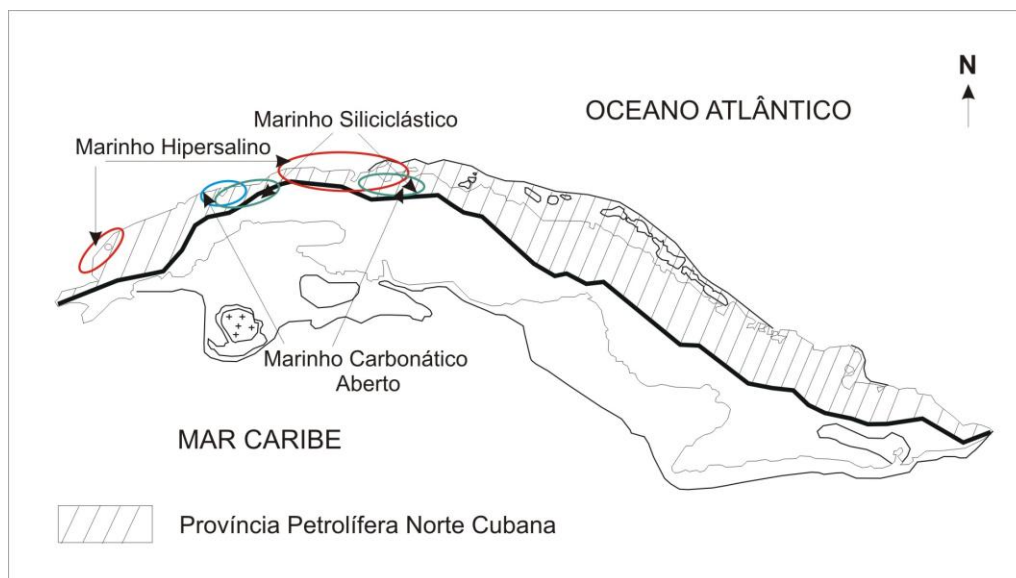 N
OCEANO ATLÂNTICO
Marinho Siliciclástico
Marinho Hipersalino
Marinho Carbonático
Aberto
MAR CARIBE
Província Petrolífera Norte Cubana